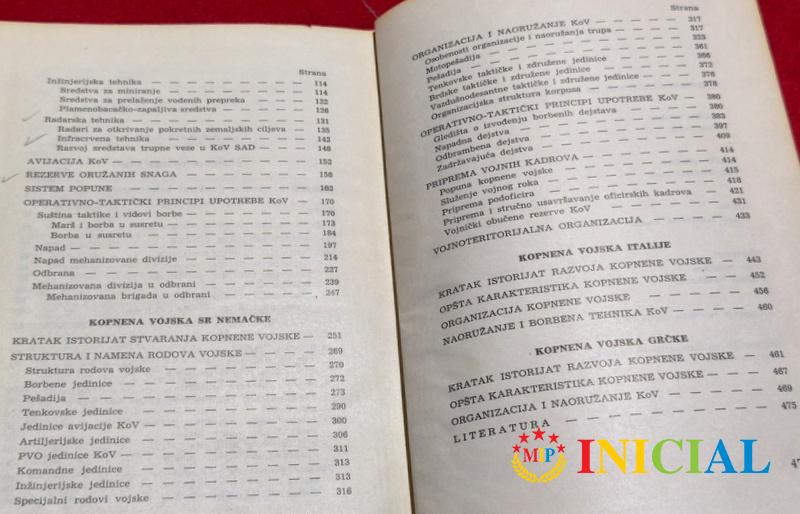 Strana
Inžinjerijska tehnika — — — — — — — — 114
Sredstva za miniranje — — — — — — — 114
Sredstva za prelaženje vodenih prepreka — — — 122
Plamenobacačko-zapaljiva sredstva — — — — 126
Radarska tehnika — — — — — — — — 131
Radari za otkrivanje pokretnih zemaljskih ciljeva — — 135
Infracrvena tehnika — — — — — — — 143
Razvoj sredstava trupne veze u KoV SAD — — — 148
AVIJACIJA KoV — — — — — — — — — 152
REZERVE ORUŽANIH SNAGA — — — — — — 158
SISTEM POPUNE — — — — — — — — 162
OPERATIVNO-TAKTIČKI PRINCIPI UPOTREBE KoV — 170
Suština taktike i vidovi borbe — — — — — 170
Marš i borba u susretu — — — — — — 173
Borba u susretu — — — — — — — 184
Napad — — — — — — — — — 197
Napad mehanizovane divizije — — — — — 214
Odbrana — — — — — — — — — 227
Mehanizovana divizija u odbrani — — — — — 239
Mehanizovana brigada u odbrani — — — — 247
KOPNENA VOJSKA SR NEMAČKE
KRATAK ISTORIJAT STVARANJA KOPNENE VOJSKE — 251
STRUKTURA I NAMENA RODOVA VOJSKE — — — 269
Struktura rodova vojske — — — — — — 270
Borbene jedinice — — — — — — — — 272
Pešadija — — — — — — — — — 273
Tenkovske jedinice — — — — — — — 290
Jedinice avijacije KoV — — — — — — — 300
Artiljerijske jedinice — — — — — — — 306
PVO jedinice KoV — — — — — — — — 311
Komandne jedinice — — — — — — — 313
Inžinjerijske jedinice — — — — — — — 313
Specijalni rodovi vojske — — — — — — 316
Strana
ORGANIZACIJA I NAORUŽANJE KoV — — — — 317
Osobenosti organizacije i naoružanja trupa — — — 317
Motopešadija — — — — — — — — 323
Pešadija — — — — — — — — — 361
Tenkovske taktičke i združene jedinice — — — — 366
Brdske taktičke i združene jedinice — — — — 372
Vazdušnodesantne taktičke i združene jedinice — — 376
Organizacijska struktura korpusa — — — — — 378
OPERATIVNO-TAKTIČKI PRINCIPI UPOTREBE KoV — 380
Gledišta o izvođenju borbenih dejstava — — — — 380
Napadna dejstva — — — — — — — — 383
Odbrambena dejstva — — — — — — — 397
Zadržavajuća dejstva — — — — — — — 409
PRIPREMA VOJNIH KADROVA — — — — — 414
Popuna kopnene vojske — — — — — — 414
Služenje vojnog roka — — — — — — — 415
Priprema podoficira — — — — — — — 418
Priprema i stručno usavršavanje oficirskih kadrova — 421
Vojnički obučene rezerve KoV — — — — — 431
VOJNOTERITORIJALNA ORGANIZACIJA — — — — 433
KOPNENA VOJSKA ITALIJE
KRATAK ISTORIJAT RAZVOJA KOPNENE VOJSKE — 443
OPŠTA KARAKTERISTIKA KOPNENE VOJSKE — — 452
ORGANIZACIJA KOPNENE VOJSKE — — — — 456
NAORUŽANJE I BORBENA TEHNIKA KoV — — — 460
KOPNENA VOJSKA GRČKE
KRATAK ISTORIJAT RAZVOJA KOPNENE VOJSKE — 461
OPŠTA KARAKTERISTIKA KOPNENE VOJSKE — — 467
ORGANIZACIJA I NAORUŽANJE KoV — — — — 469
LITERATURA — — — — — — — — 475
MIP INICIAL